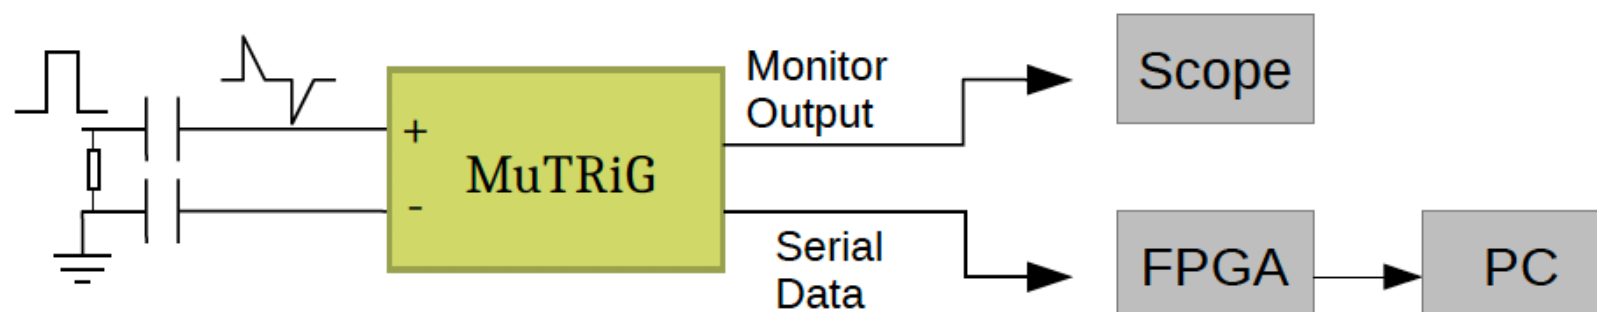 Monitor
Output
Scope
+
MuTRiG
-
Serial
Data
FPGA
PC